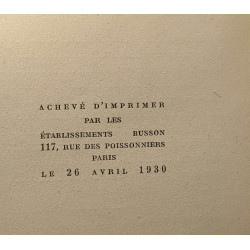 ACHEVÉ D'IMPRIMER
PAR LES
ÉTABLISSEMENTS BUSSON
117, RUE DES POISSONNIERS
PARIS
LE 26 AVRIL 1930